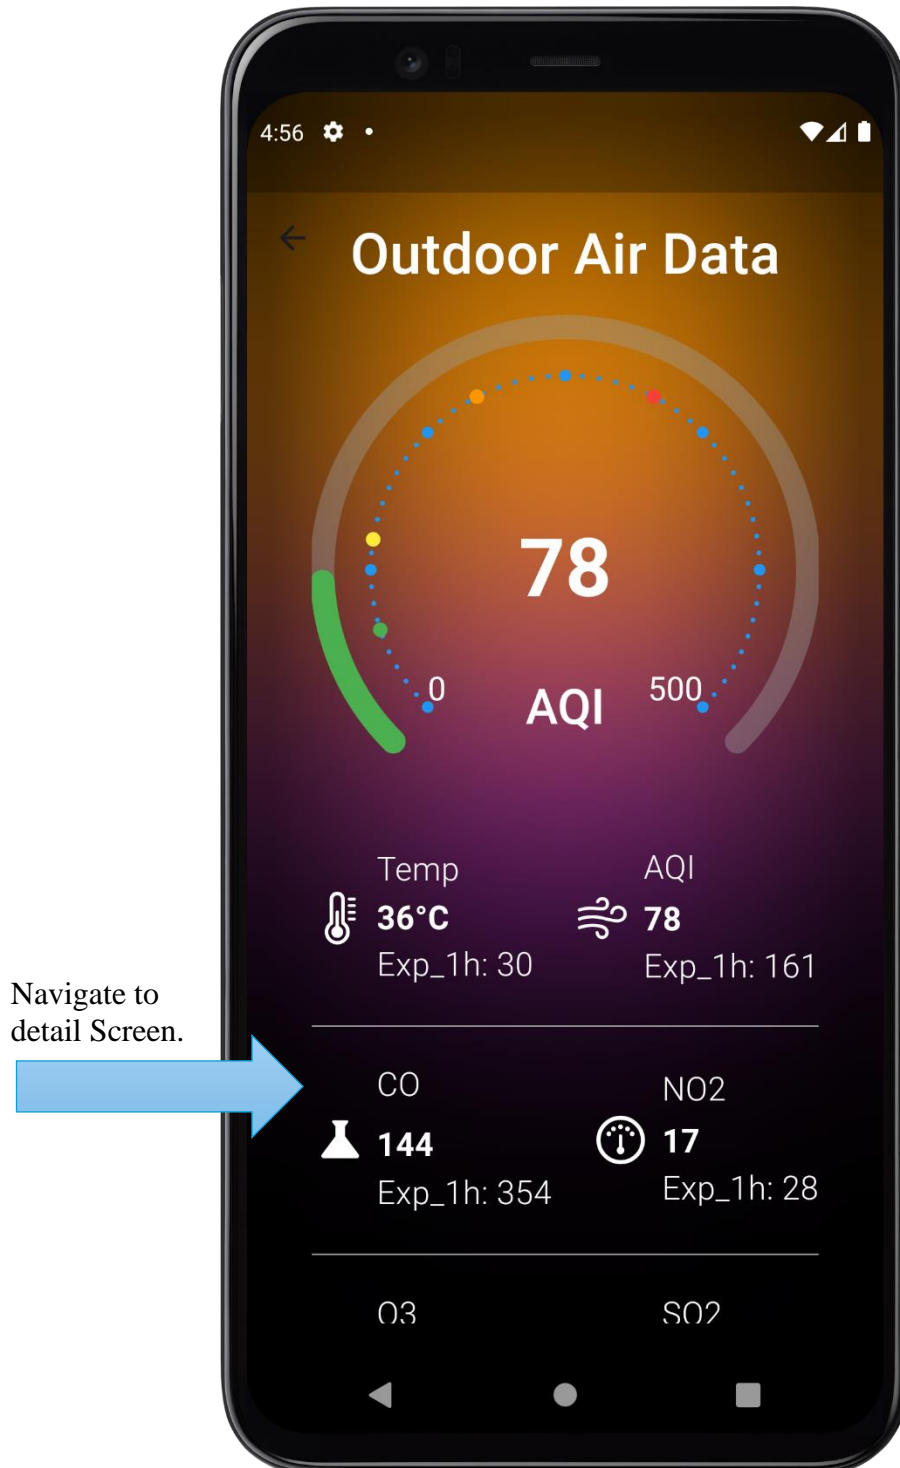 4:56
Outdoor Air Data
78
0
AQI
500
Temp
AQI
36°C
78
Exp_1h: 30
Exp_1h: 161
Navigate to
detail Screen.
CO
NO2
144
17
Exp_1h: 354
Exp_1h: 28
O3
SO2